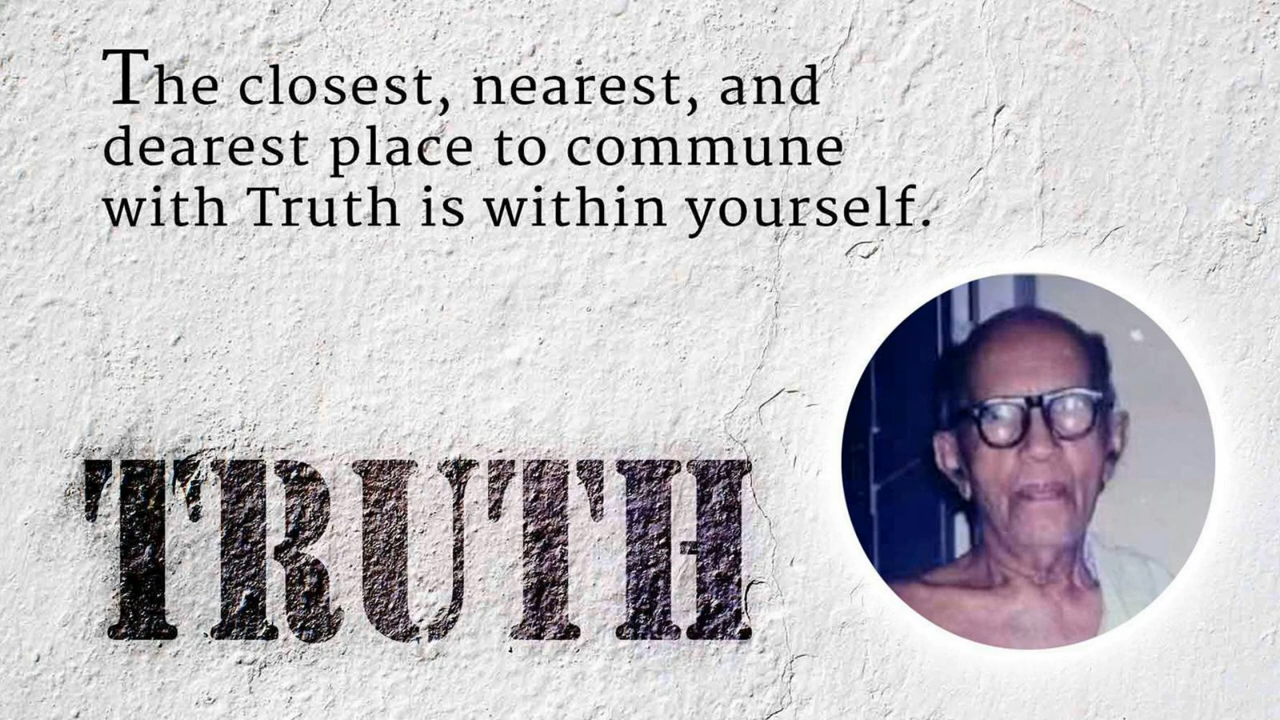 The closest, nearest, and
dearest place to commune
with Truth is within yourself.
TRUTH